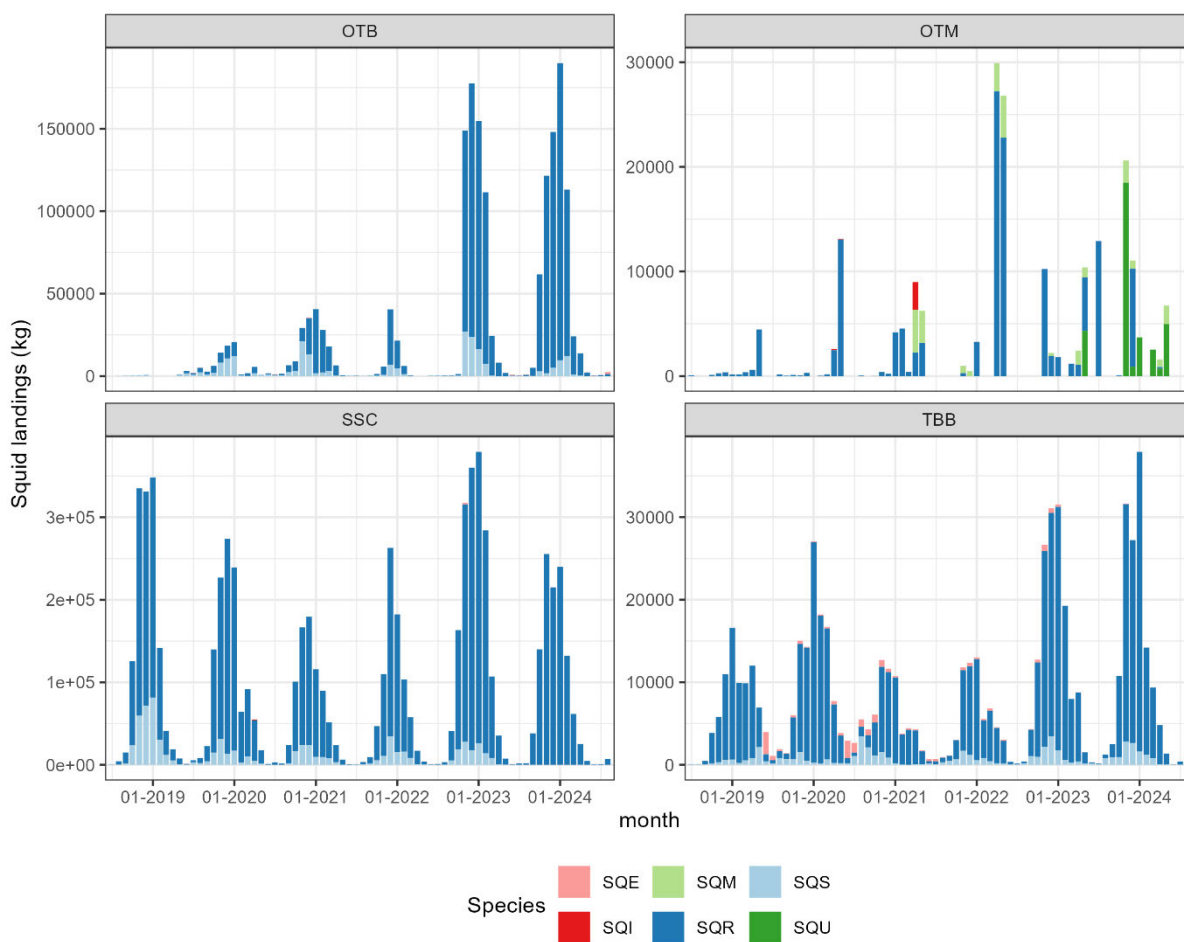 OTB
OTM
150000
100000
50000
0
30000
20000
10000
0
SSC
TBB
3e+05
2e+05
1e+05
0e+00
30000
20000
10000
0
Squid landings (kg)
01-2019 01-2020 01-2021 01-2022 01-2023 01-2024
01-2019 01-2020 01-2021 01-2022 01-2023 01-2024
month
Species
SQE SQM SQS
SQI SQR SQU